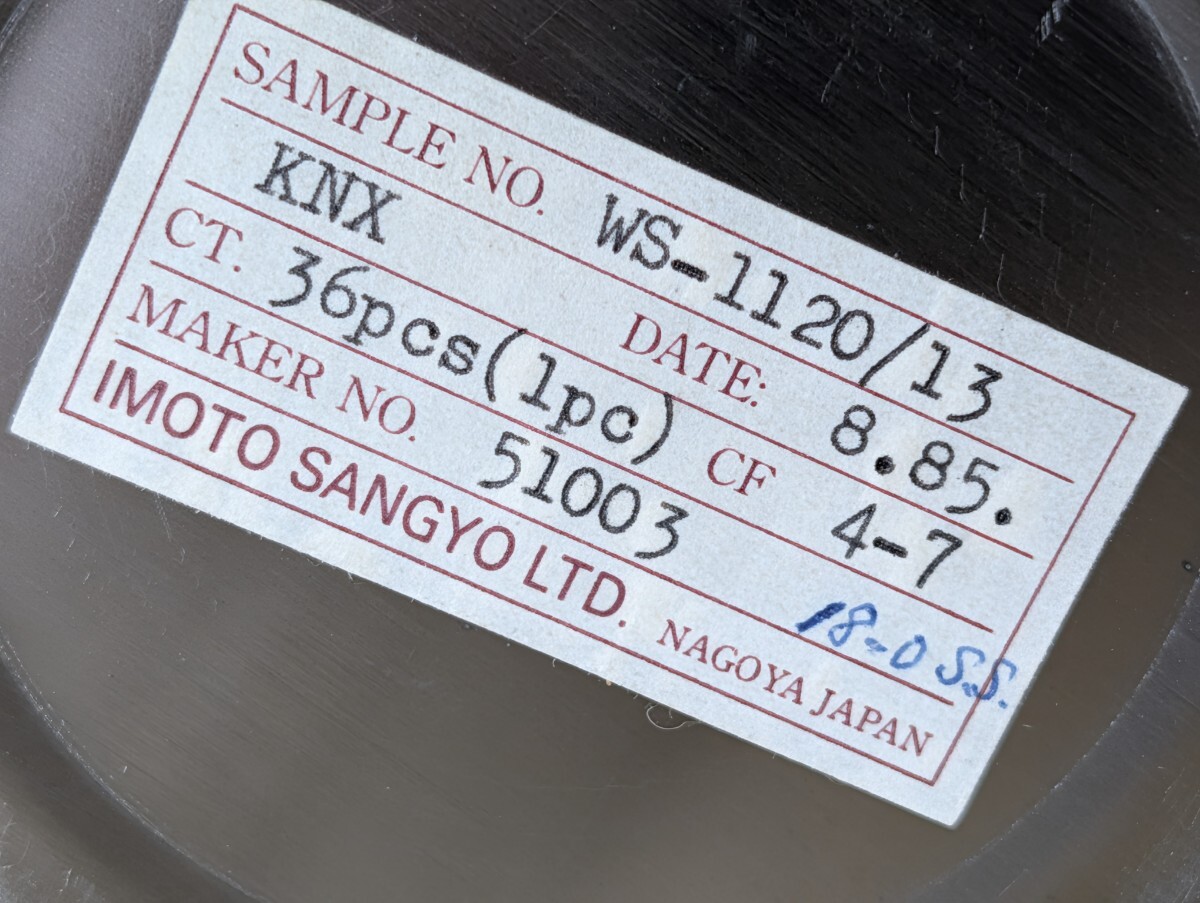 SAMPLE NO. WS-1120/13
KNX DATE: 8.85.
CT. 36pcs(1pc) CF 4-7
MAKER NO. 51003 18-0 S.S.
IMOTO SANGYO LTD. NAGOYA JAPAN